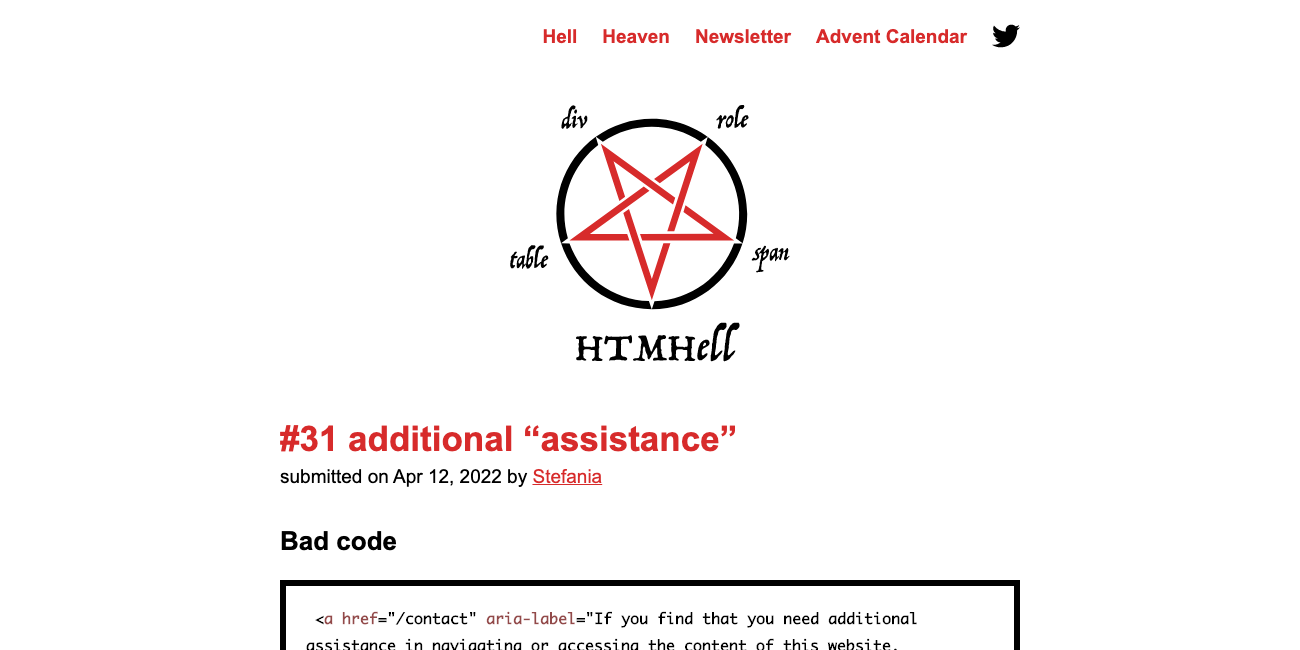 Hell Heaven Newsletter Advent Calendar
div role
table span
HTMHell
#31 additional “assistance”
submitted on Apr 12, 2022 by Stefania
Bad code
<a href="/contact" aria-label="If you find that you need additional
assistance in navigating or accessing the content of this website,